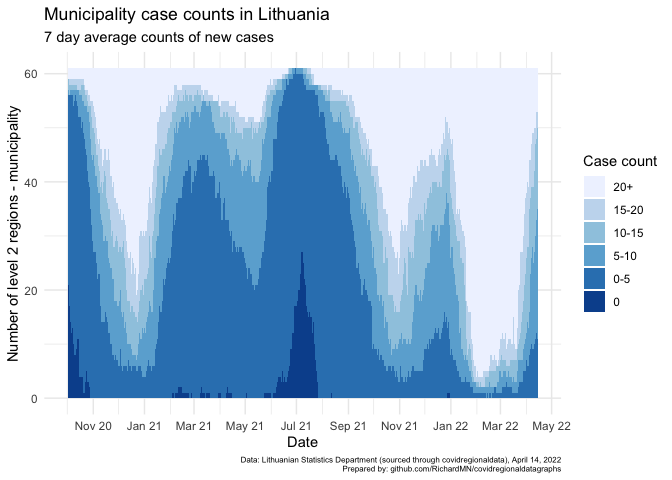 Municipality case counts in Lithuania
7 day average counts of new cases
Number of level 2 regions - municipality
60
40
20
0
Nov 20 Jan 21 Mar 21 May 21 Jul 21 Sep 21 Nov 21 Jan 22 Mar 22 May 22
Date
Case count
20+
15-20
10-15
5-10
0-5
0
Data: Lithuanian Statistics Department (sourced through covidregionaldata), April 14, 2022
Prepared by: github.com/RichardMN/covidregionaldatagraphs